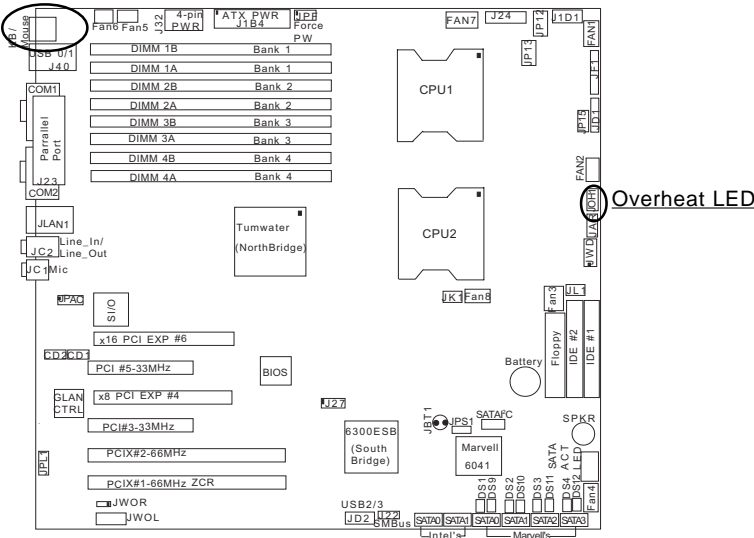 KB/
Mouse
USB 0/1
J40
Fan6
Fan5
J32
4-pin
PWR
ATX PWR
J1B4
JPF
Force
PW
FAN7
J24
JP12
J1D1
FAN1
JP13
JF1
JP15
JD1
FAN2
JOH1
Overheat LED
JWD
DIMM 1B Bank 1
DIMM 1A Bank 1
DIMM 2B Bank 2
DIMM 2A Bank 2
DIMM 3B Bank 3
DIMM 3A Bank 3
DIMM 4B Bank 4
DIMM 4A Bank 4
CPU1
CPU2
COM1
Parrallel
Port
J23
COM2
JLAN1
JC2
Line_In/
Line_Out
JC1
Mic
Tumwater
(NorthBridge)
JK1
Fan8
Fan3
JL1
JPAC
SI/O
x16 PCI EXP #6
CD2
CD1
PCI #5-33MHz
BIOS
GLAN
CTRL
x8 PCI EXP #4
PCI#3-33MHz
PCIX#2-66MHz
PCIX#1-66MHz ZCR
JPL1
JWOR
JWOL
J27
6300ESB
(South
Bridge)
Battery
Floppy
IDE #2
IDE #1
JBT1
JPS1
SATAI²C
SPKR
Marvell
6041
SATA
ACT
LED
DS1
DS9
DS2
DS10
DS3
DS11
DS4
DS12
Fan4
USB2/3
JD2
J22
SMBus
SATA0
SATA1
SATA0
SATA1
SATA2
SATA3
Intel's
Marvell's